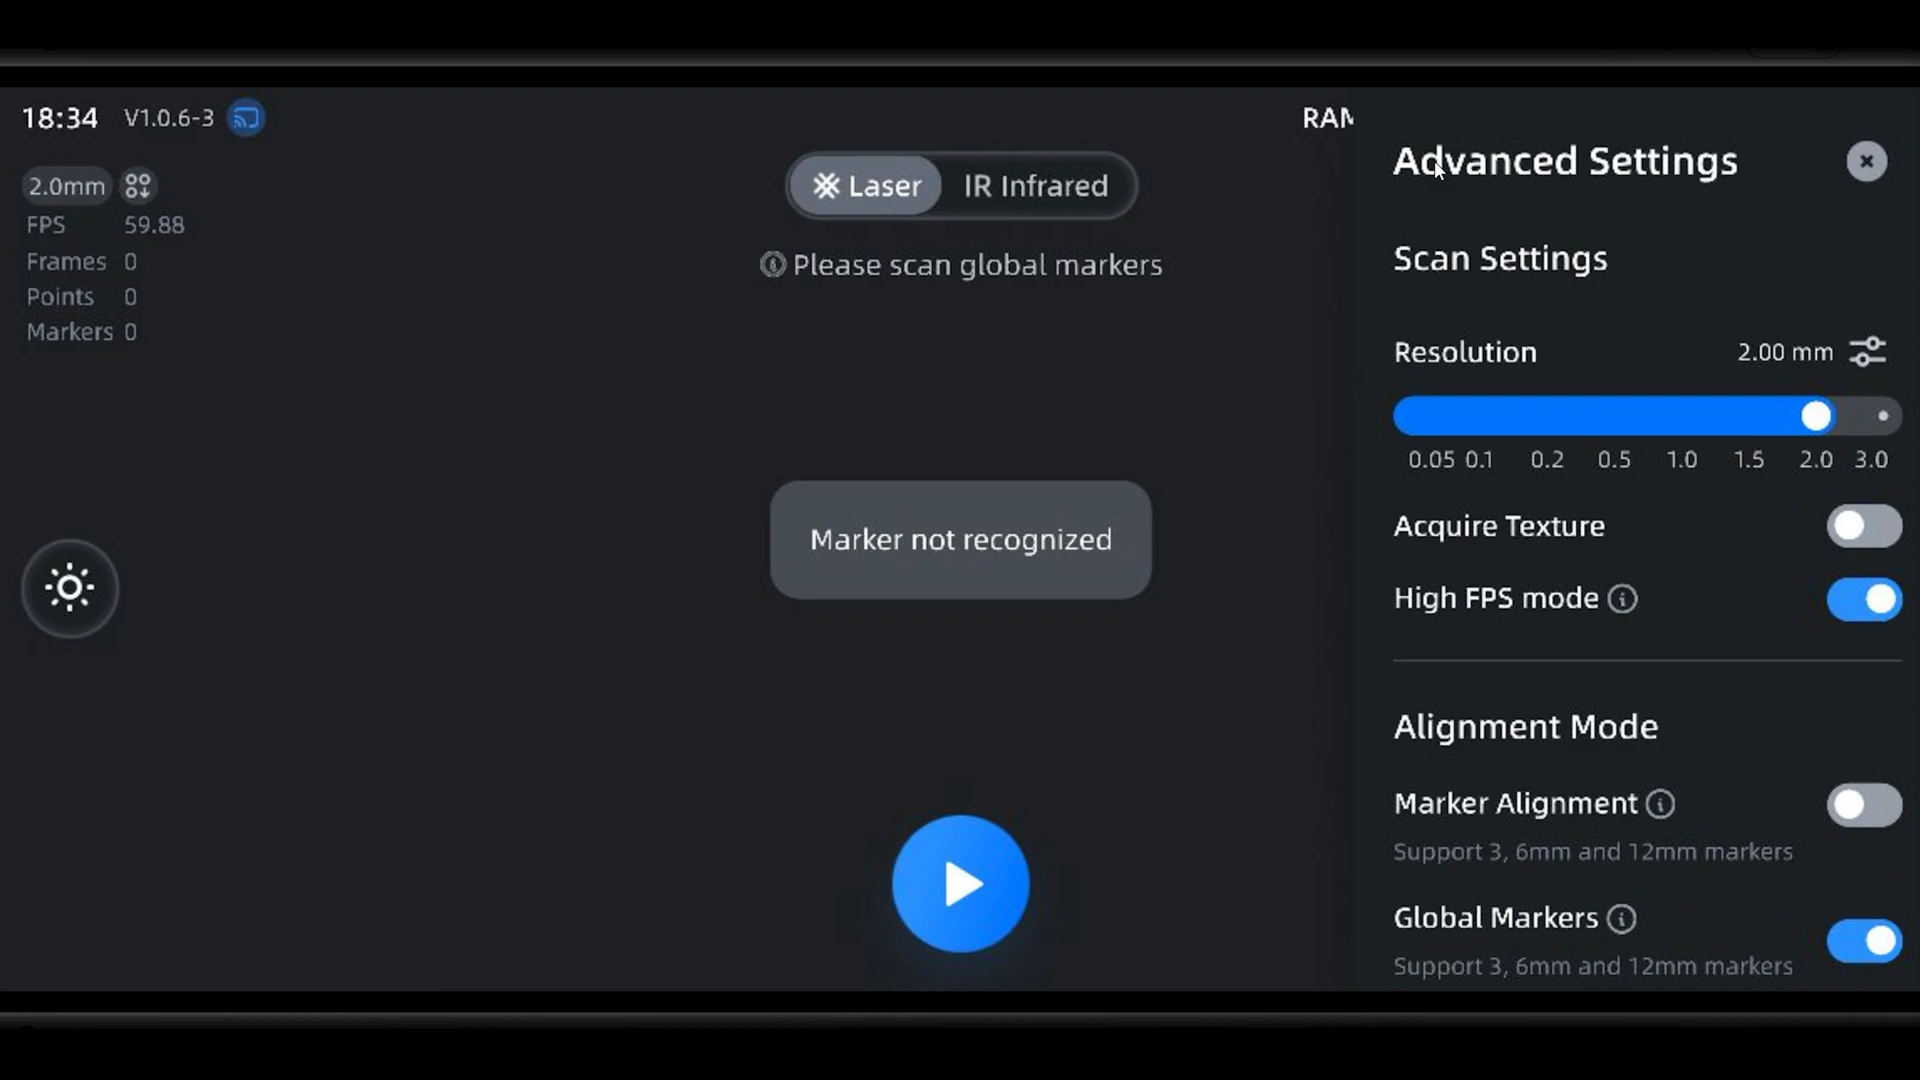 18:34 V1.0.6-3
RAM
2.0mm
FPS 59.88
Frames 0
Points 0
Markers 0
Laser IR Infrared
Please scan global markers
Marker not recognized
Advanced Settings
Scan Settings
Resolution 2.00 mm
0.05 0.1 0.2 0.5 1.0 1.5 2.0 3.0
Acquire Texture
High FPS mode
Alignment Mode
Marker Alignment
Support 3, 6mm and 12mm markers
Global Markers
Support 3, 6mm and 12mm markers